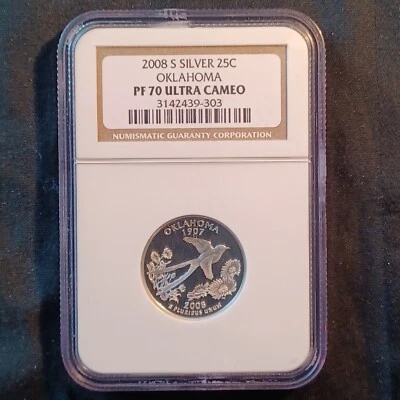 2008 S SILVER 25C
OKLAHOMA
PF 70 ULTRA CAMEO
3142439-303
NUMISMATIC GUARANTY CORPORATION
OKLAHOMA
1907
2008
E PLURIBUS UNUM